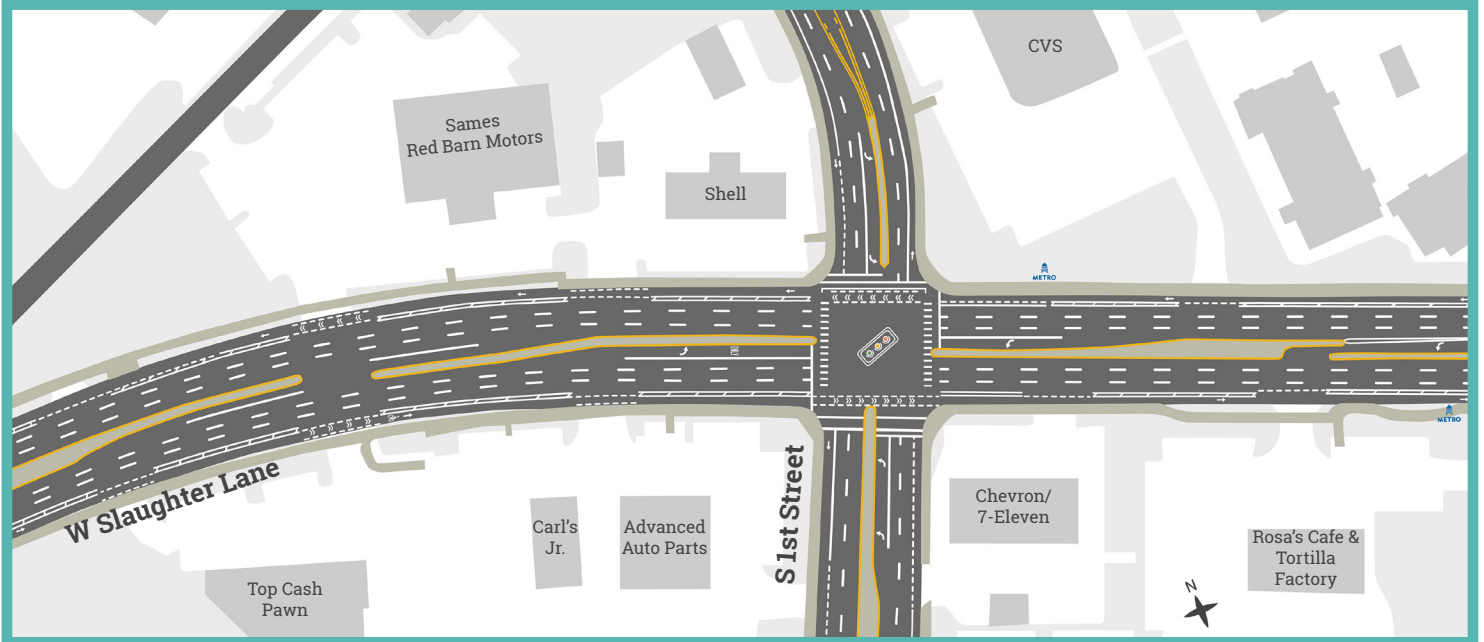 CVS
Sames
Red Barn Motors
Shell
METRO
ONLY
METRO
W Slaughter Lane
S 1st Street
Carl's
Jr.
Advanced
Auto Parts
Chevron/
7-Eleven
Rosa's Cafe &
Tortilla
Factory
Top Cash
Pawn
N